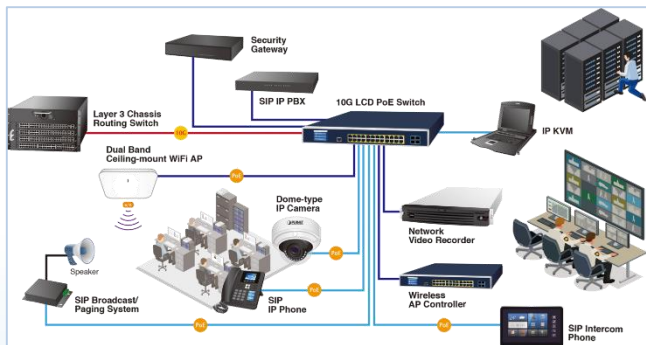 Security
Gateway
SIP IP PBX
10G LCD PoE Switch
Layer 3 Chassis
Routing Switch
10G
IP KVM
Dual Band
Ceiling-mount WiFi AP
PoE
Dome-type
IP Camera
PLANET
Network
Video Recorder
Speaker
PoE
SIP Broadcast/
Paging System
SIP
IP Phone
PoE
Wireless
AP Controller
PoE
PoE
SIP Intercom
Phone